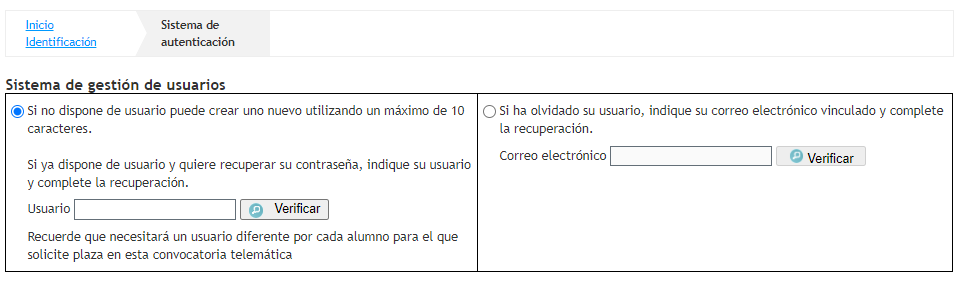 Inicio
Identificación
Sistema de
autenticación
Sistema de gestión de usuarios
Si no dispone de usuario puede crear uno nuevo utilizando un máximo de 10
caracteres.
Si ya dispone de usuario y quiere recuperar su contraseña, indique su usuario
y complete la recuperación.
Usuario Verificar
Recuerde que necesitará un usuario diferente por cada alumno para el que
solicite plaza en esta convocatoria telemática
Si ha olvidado su usuario, indique su correo electrónico vinculado y complete
la recuperación.
Correo electrónico Verificar